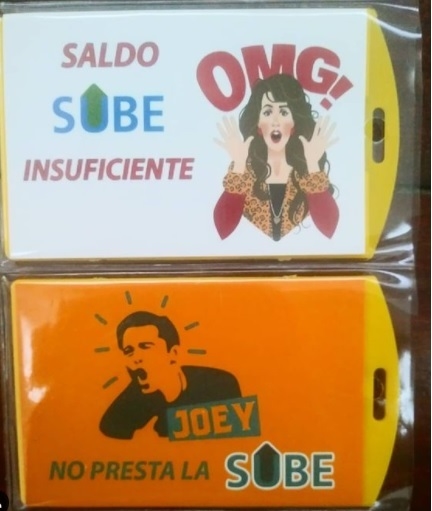 SALDO
SUBE
INSUFICIENTE
OMG!
JOEY
NO PRESTA LA SUBE